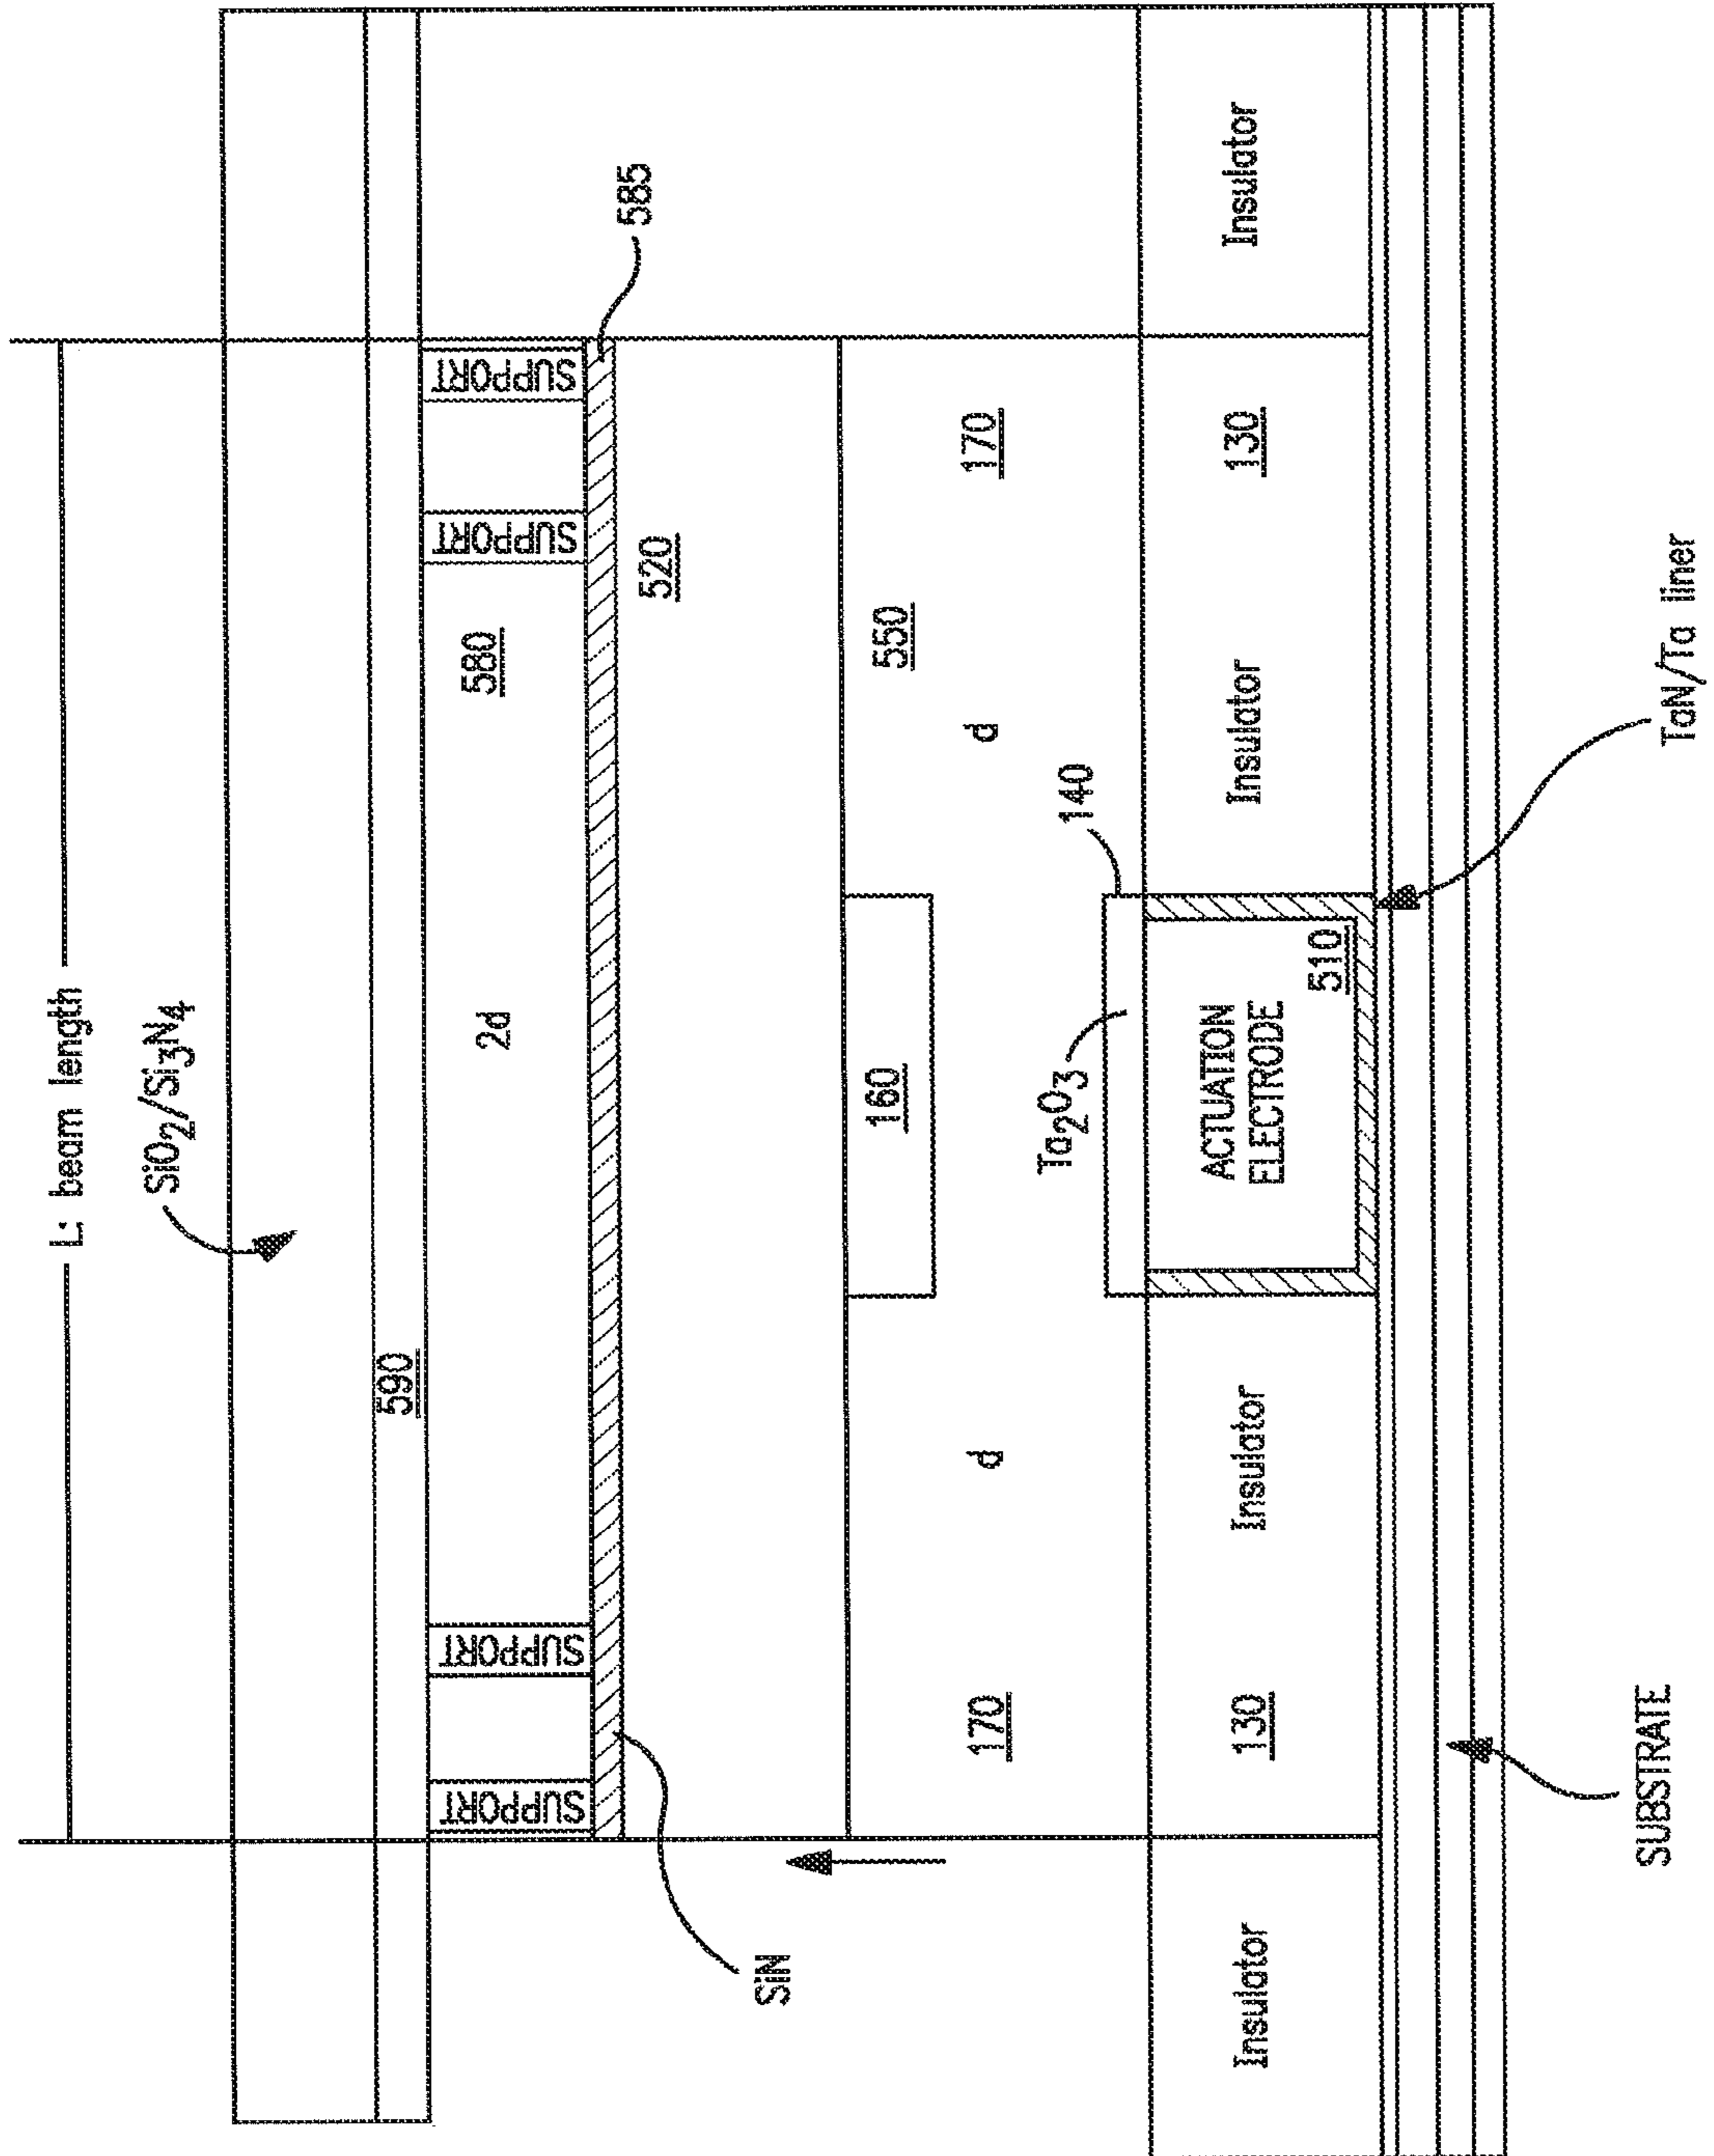 L: beam length
SiO₂/Si₃N₄
590
SUPPORT
SUPPORT
2d
580
SUPPORT
SUPPORT
585
520
SiN
160
550
170
d
d
170
Ta₂O₃
140
Insulator
130
Insulator
ACTUATION
ELECTRODE
510
Insulator
130
Insulator
SUBSTRATE
TaN/Ta liner